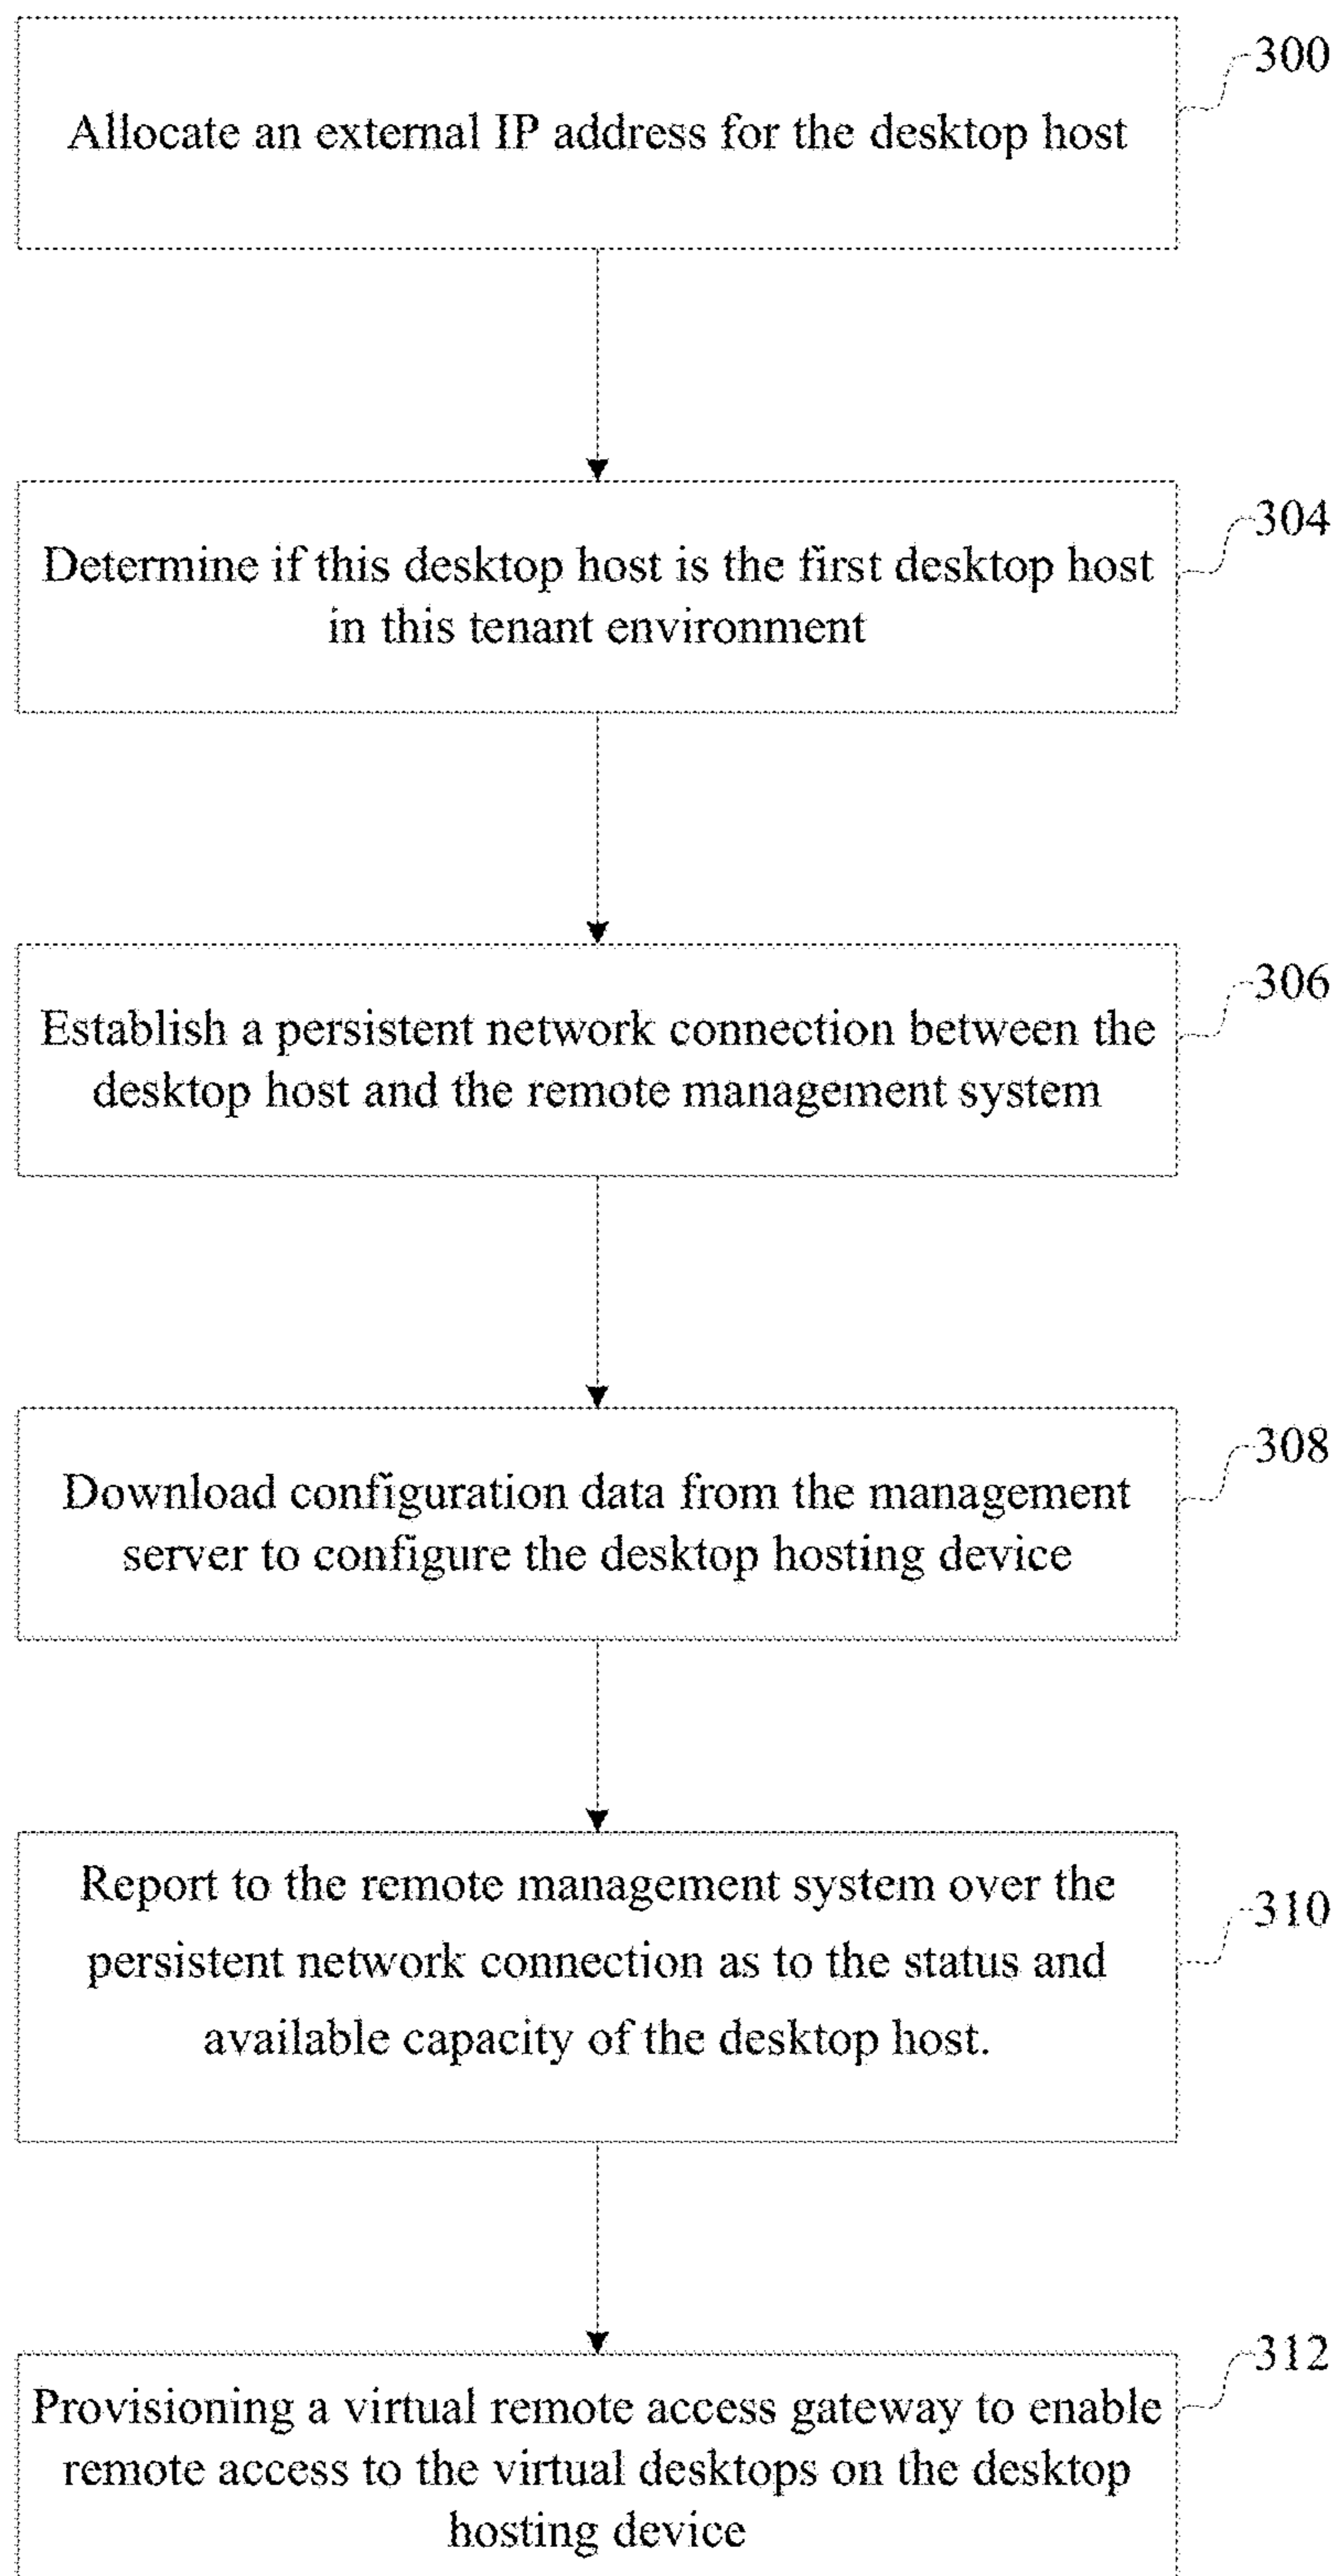 300
Allocate an external IP address for the desktop host
304
Determine if this desktop host is the first desktop host
in this tenant environment
306
Establish a persistent network connection between the
desktop host and the remote management system
308
Download configuration data from the management
server to configure the desktop hosting device
310
Report to the remote management system over the
persistent network connection as to the status and
available capacity of the desktop host.
312
Provisioning a virtual remote access gateway to enable
remote access to the virtual desktops on the desktop
hosting device